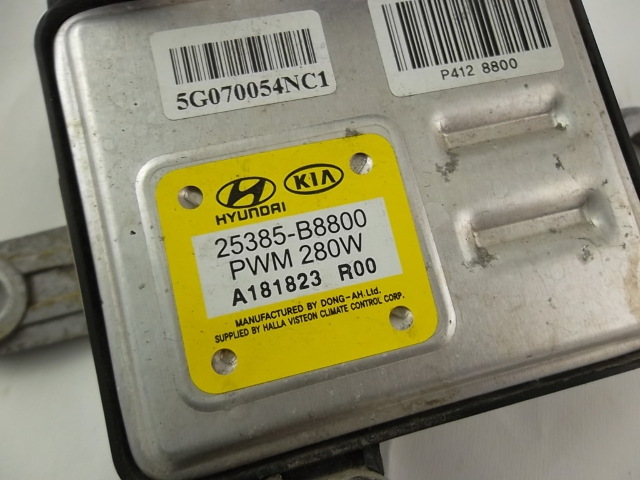 5G070054NC1
P412 8800
HYUNDAI KIA
25385-B8800
PWM 280W
A181823 R00
MANUFACTURED BY DONG-AH.Ltd.
SUPPLIED BY HALLA VISTEON CLIMATE CONTROL CORP.